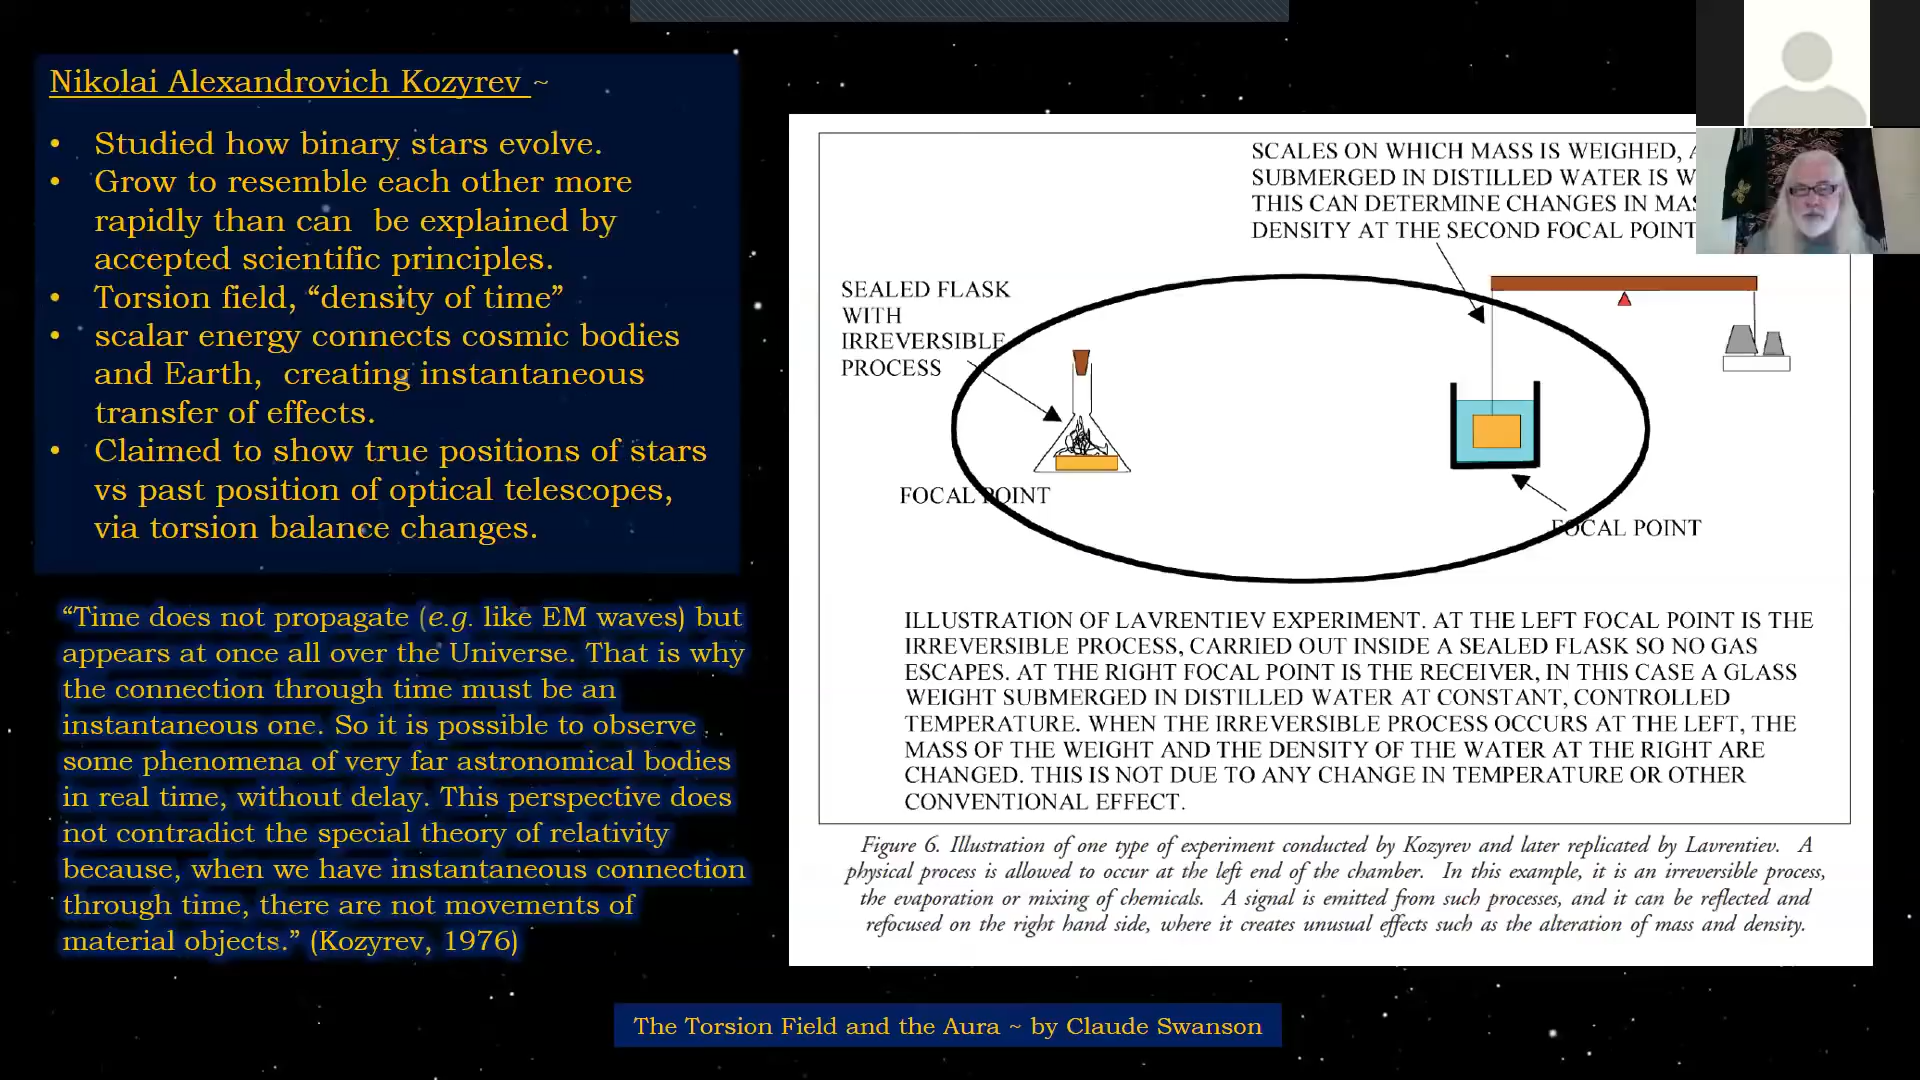 Nikolai Alexandrovich Kozyrev ~
• Studied how binary stars evolve.
• Grow to resemble each other more
rapidly than can be explained by
accepted scientific principles.
• Torsion field, “density of time”
• scalar energy connects cosmic bodies
and Earth, creating instantaneous
transfer of effects.
• Claimed to show true positions of stars
vs past position of optical telescopes,
via torsion balance changes.
“Time does not propagate (e.g. like EM waves) but
appears at once all over the Universe. That is why
the connection through time must be an
instantaneous one. So it is possible to observe
some phenomena of very far astronomical bodies
in real time, without delay. This perspective does
not contradict the special theory of relativity
because, when we have instantaneous connection
through time, there are not movements of
material objects.” (Kozyrev, 1976)
SCALES ON WHICH MASS IS WEIGHED,
SUBMERGED IN DISTILLED WATER IS
THIS CAN DETERMINE CHANGES IN
DENSITY AT THE SECOND FOCAL POINT
SEALED FLASK
WITH
IRREVERSIBLE
PROCESS
FOCAL POINT
FOCAL POINT
ILLUSTRATION OF LAVRENTIEV EXPERIMENT. AT THE LEFT FOCAL POINT IS THE
IRREVERSIBLE PROCESS, CARRIED OUT INSIDE A SEALED FLASK SO NO GAS
ESCAPES. AT THE RIGHT FOCAL POINT IS THE RECEIVER, IN THIS CASE A GLASS
WEIGHT SUBMERGED IN DISTILLED WATER AT CONSTANT, CONTROLLED
TEMPERATURE. WHEN THE IRREVERSIBLE PROCESS OCCURS AT THE LEFT, THE
MASS OF THE WEIGHT AND THE DENSITY OF THE WATER AT THE RIGHT ARE
CHANGED. THIS IS NOT DUE TO ANY CHANGE IN TEMPERATURE OR OTHER
CONVENTIONAL EFFECT.
Figure 6. Illustration of one type of experiment conducted by Kozyrev and later replicated by Lavrentiev. A
physical process is allowed to occur at the left end of the chamber. In this example, it is an irreversible process,
the evaporation or mixing of chemicals. A signal is emitted from such processes, and it can be reflected and
refocused on the right hand side, where it creates unusual effects such as the alteration of mass and density.
The Torsion Field and the Aura ~ by Claude Swanson